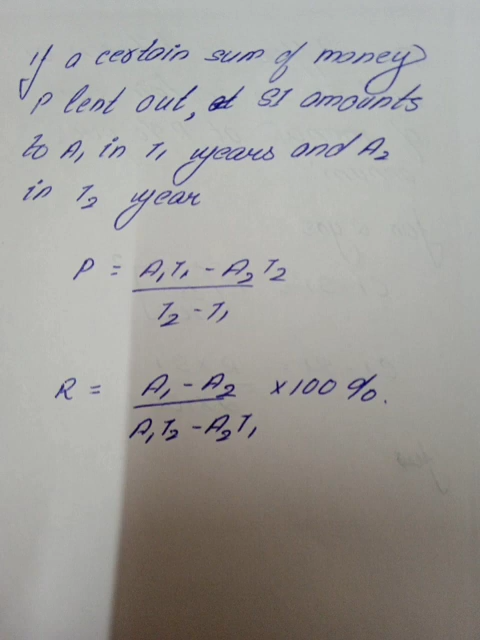 if a certain sum of money
P lent out, at SI amounts
to A₁ in T₁ years and A₂
in T₂ year
P = A₁T₁ - A₂T₂
T₂ - T₁
R = A₁ - A₂ × 100 %.
A₁T₂ - A₂T₁